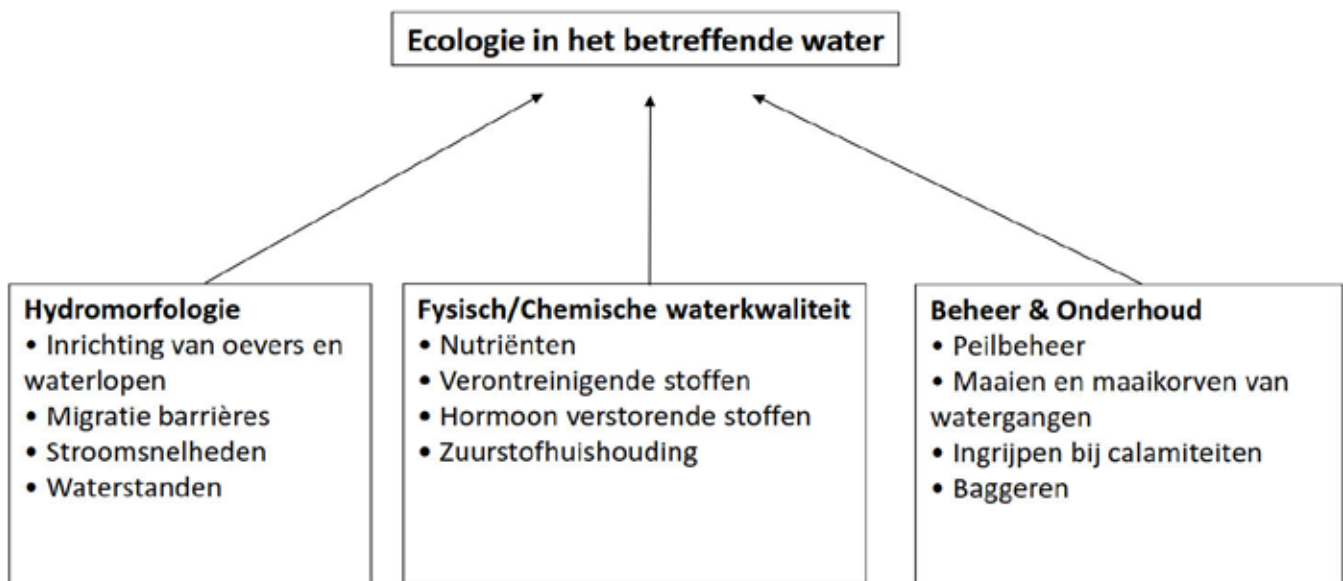 Ecologie in het betreffende water
Hydromorfologie
• Inrichting van oevers en
waterlopen
• Migratie barrières
• Stroomsnelheden
• Waterstanden
Fysisch/Chemische waterkwaliteit
• Nutriënten
• Verontreinigende stoffen
• Hormoon verstorende stoffen
• Zuurstofhuishouding
Beheer & Onderhoud
• Peilbeheer
• Maaien en maaikorven van
watergangen
• Ingrijpen bij calamiteiten
• Baggeren